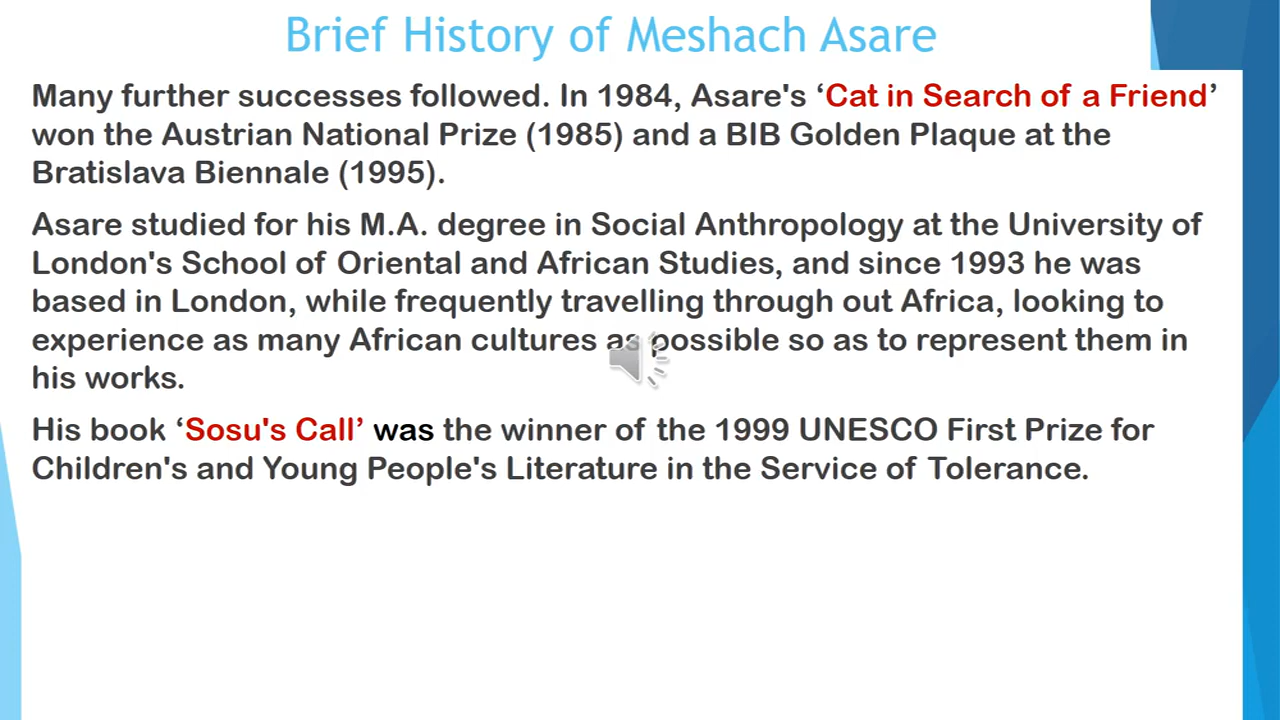 Brief History of Meshach Asare
Many further successes followed. In 1984, Asare's ‘Cat in Search of a Friend’
won the Austrian National Prize (1985) and a BIB Golden Plaque at the
Bratislava Biennale (1995).
Asare studied for his M.A. degree in Social Anthropology at the University of
London's School of Oriental and African Studies, and since 1993 he was
based in London, while frequently travelling through out Africa, looking to
experience as many African cultures as possible so as to represent them in
his works.
His book ‘Sosu's Call’ was the winner of the 1999 UNESCO First Prize for
Children's and Young People's Literature in the Service of Tolerance.